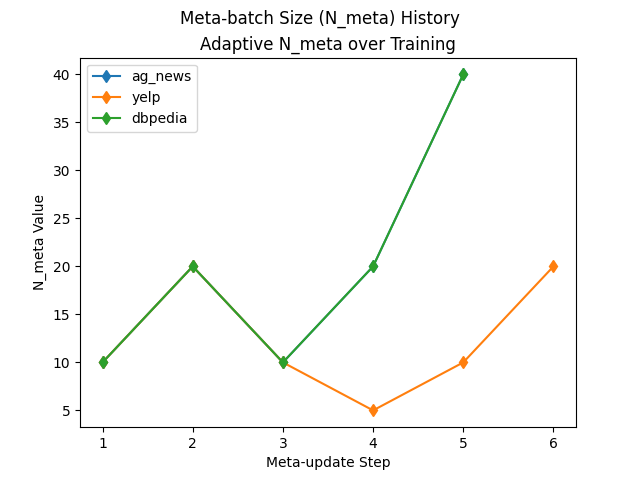 Meta-batch Size (N_meta) History
Adaptive N_meta over Training
ag_news
yelp
dbpedia
N_meta Value
40
35
30
25
20
15
10
5
1 2 3 4 5 6
Meta-update Step